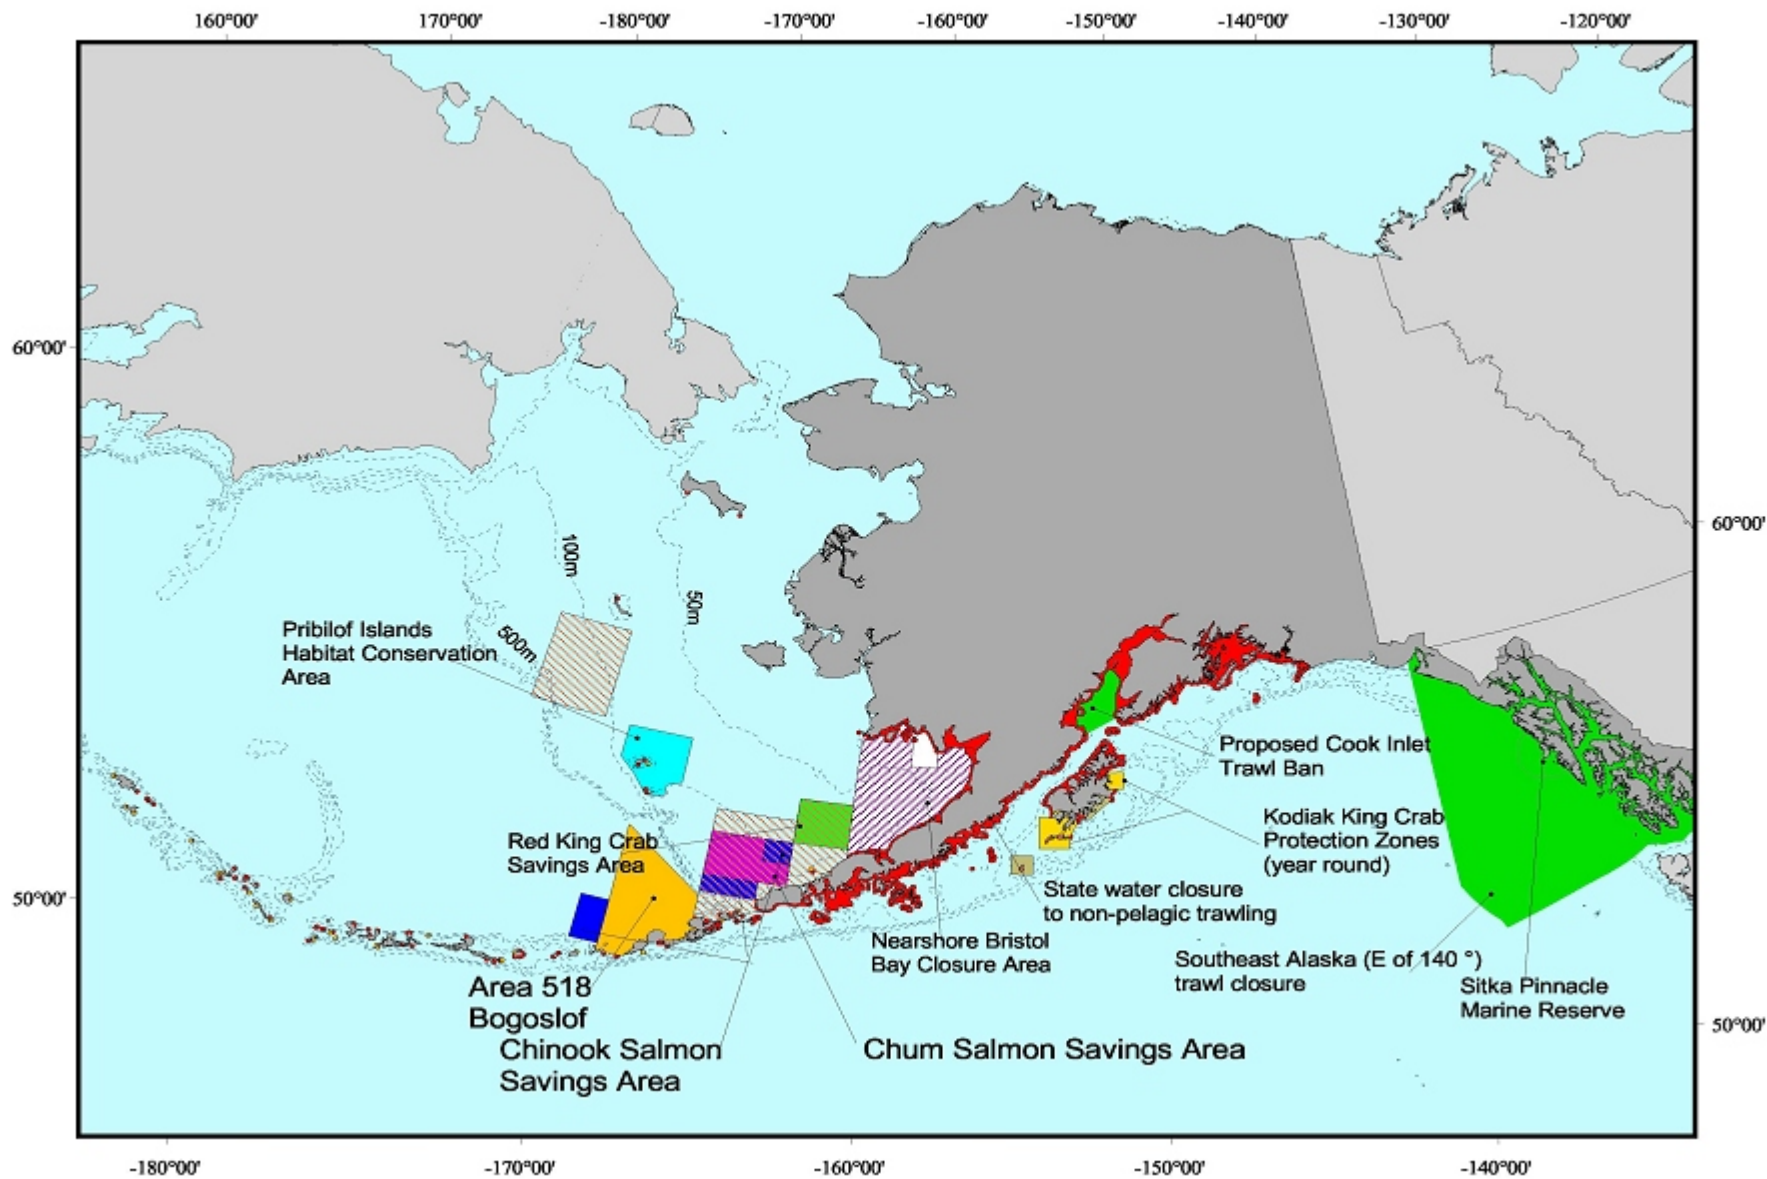 160°00' 170°00' -180°00' -170°00' -160°00' -150°00' -140°00' -130°00' -120°00'
60°00'
60°00'
100m
50m
500m
Pribilof Islands
Habitat Conservation
Area
Proposed Cook Inlet
Trawl Ban
Kodiak King Crab
Protection Zones
(year round)
Red King Crab
Savings Area
State water closure
to non-pelagic trawling
50°00'
Nearshore Bristol
Bay Closure Area
Southeast Alaska (E of 140 °)
trawl closure
Sitka Pinnacle
Marine Reserve
Area 518
Bogoslof
50°00'
Chinook Salmon
Savings Area
Chum Salmon Savings Area
-180°00' -170°00' -160°00' -150°00' -140°00'